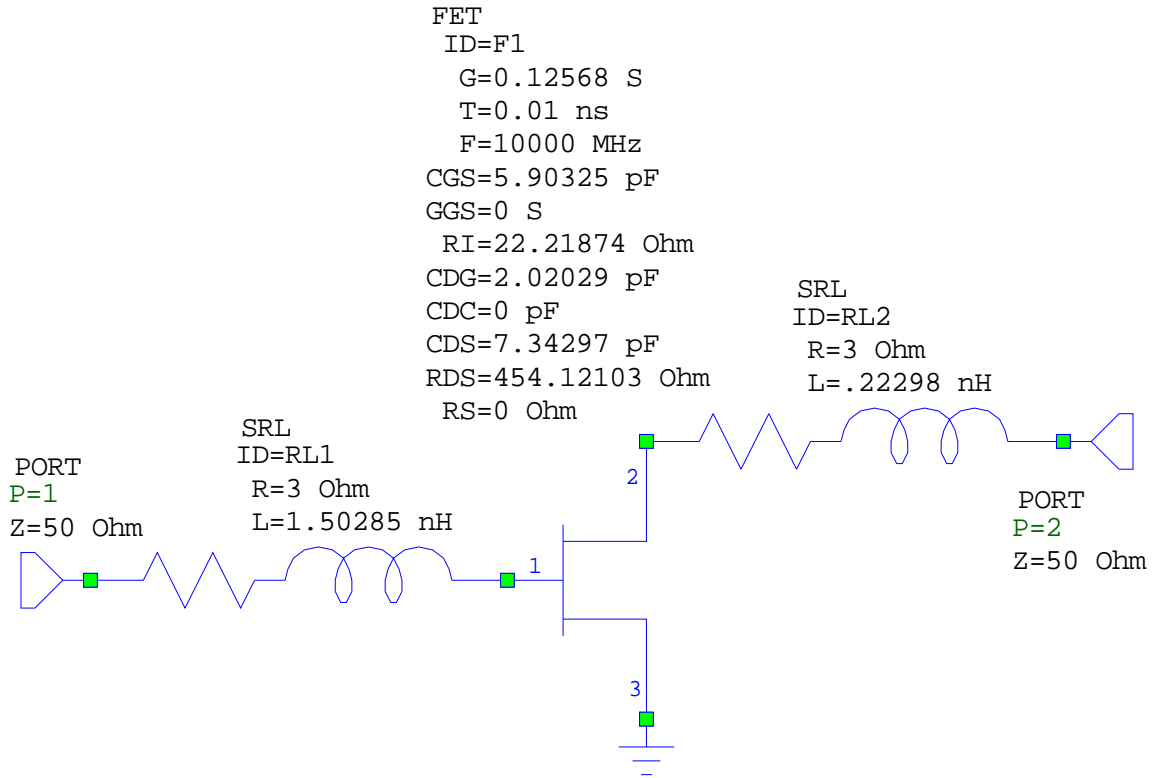 FET
ID=F1
G=0.12568 S
T=0.01 ns
F=10000 MHz
CGS=5.90325 pF
GGS=0 S
RI=22.21874 Ohm
CDG=2.02029 pF
CDC=0 pF
CDS=7.34297 pF
RDS=454.12103 Ohm
RS=0 Ohm
SRL
ID=RL2
R=3 Ohm
L=.22298 nH
SRL
ID=RL1
R=3 Ohm
L=1.50285 nH
PORT
P=1
Z=50 Ohm
2
1
3
PORT
P=2
Z=50 Ohm